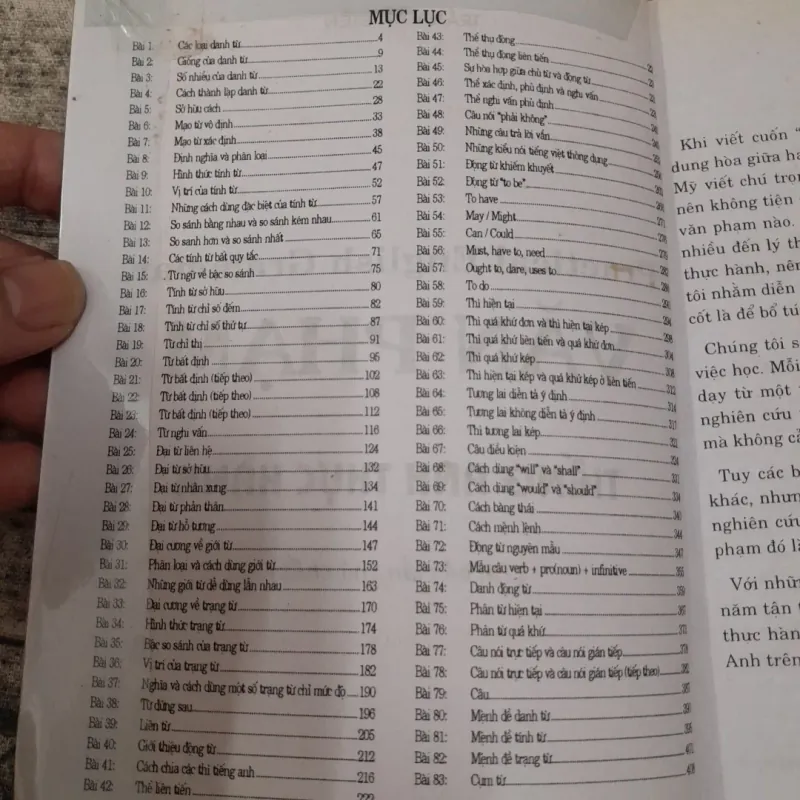 MỤC LỤC
Bài 1: Các loại danh từ 4
Bài 2: Giống của danh từ 9
Bài 3: Số nhiều của danh từ 13
Bài 4: Cách thành lập danh từ 22
Bài 5: Sở hữu cách 28
Bài 6: Mạo từ vô định 33
Bài 7: Mạo từ xác định 38
Bài 8: Định nghĩa và phân loại 45
Bài 9: Hình thức tính từ 47
Bài 10: Vị trí của tính từ 52
Bài 11: Những cách dùng đặc biệt của tính từ 57
Bài 12: So sánh bằng nhau và so sánh kém nhau 61
Bài 13: So sanh hơn và so sánh nhất 65
Bài 14: Các tính từ bất quy tắc 71
Bài 15: Từ ngữ về bậc so sánh 75
Bài 16: Tính từ sở hữu 80
Bài 17: Tính từ chỉ số đếm 82
Bài 18: Tính từ chỉ số thứ tự 87
Bài 19: Từ chỉ thị 91
Bài 20: Từ bất định 95
Bài 21: Từ bất định (tiếp theo) 102
Bài 22: Từ bất định (tiếp theo) 108
Bài 23: Từ bất định (tiếp theo) 112
Bài 24: Từ nghi vấn 116
Bài 25: Đại từ liên hệ 124
Bài 26: Đại từ sở hữu 132
Bài 27: Đại từ nhân xưng 134
Bài 28: Đại từ phản thân 141
Bài 29: Đại từ hỗ tương 144
Bài 30: Đại cương về giới từ 147
Bài 31: Phân loại và cách dùng giới từ 152
Bài 32: Những giới từ dễ dùng lẫn nhau 163
Bài 33: Đại cương về trạng từ 170
Bài 34: Hình thức trạng từ 174
Bài 35: Bậc so sánh của trạng từ 178
Bài 36: Vị trí của trạng từ 182
Bài 37: Nghĩa và cách dùng một số trạng từ chỉ mức độ 190
Bài 38: Từ đứng sau 196
Bài 39: Liên từ 205
Bài 40: Giới thiệu động từ 212
Bài 41: Cách chia các thì tiếng anh 216
Bài 42: Thể liên tiến 222
Bài 43: Thể thụ động
Bài 44: Thể thụ động liên tiến
Bài 45: Sự hòa hợp giữa chủ từ và động từ
Bài 46: Thể xác định, phủ định và nghi vấn
Bài 47: Thể nghi vấn phủ định
Bài 48: Câu nói "phải không"
Bài 49: Những câu trả lời vắn
Bài 50: Những kiểu nói tiếng việt thông dụng
Bài 51: Động từ khiếm khuyết
Bài 52: Động từ "to be"
Bài 53: To have
Bài 54: May / Might
Bài 55: Can / Could
Bài 56: Must, have to, need
Bài 57: Ought to, dare, uses to
Bài 58: To do
Bài 59: Thì hiện tại
Bài 60: Thì quá khứ đơn và thì hiện tại kép
Bài 61: Thì quá khứ liên tiến và quá khứ đơn
Bài 62: Thì quá khứ kép
Bài 63: Thì hiện tại kép và quá khứ kép ở liên tiến
Bài 64: Tương lai diễn tả ý định
Bài 65: Tương lai không diễn tả ý định
Bài 66: Thì tương lai kép
Bài 67: Câu điều kiện
Bài 68: Cách dùng "will" và "shall"
Bài 69: Cách dùng "would" và "should"
Bài 70: Cách bàng thái
Bài 71: Cách mệnh lệnh
Bài 72: Động từ nguyên mẫu
Bài 73: Mẫu câu verb + pro(noun) + infinitive
Bài 74: Danh động từ
Bài 75: Phân từ hiện tại
Bài 76: Phân từ quá khứ
Bài 77: Câu nói trực tiếp và câu nói gián tiếp
Bài 78: Câu nói trực tiếp và câu nói gián tiếp (tiếp theo)
Bài 79: Câu
Bài 80: Mệnh đề danh từ
Bài 81: Mệnh đề tính từ
Bài 82: Mệnh đề trạng từ
Bài 83: Cụm từ
Khi viết cuốn
dung hòa giữa
Mỹ viết chú
nên không tiện
văn phạm nào.
nhiều đến lý
thực hành, nên
tôi nhằm diễn
cốt là để bổ
Chúng tôi
việc học. Mỗi
dạy từ một
nghiên cứu
mà không
Tuy các
khác, nhưng
nghiên cứu
phạm đó
Với những
năm tận
thực hành
Anh trên